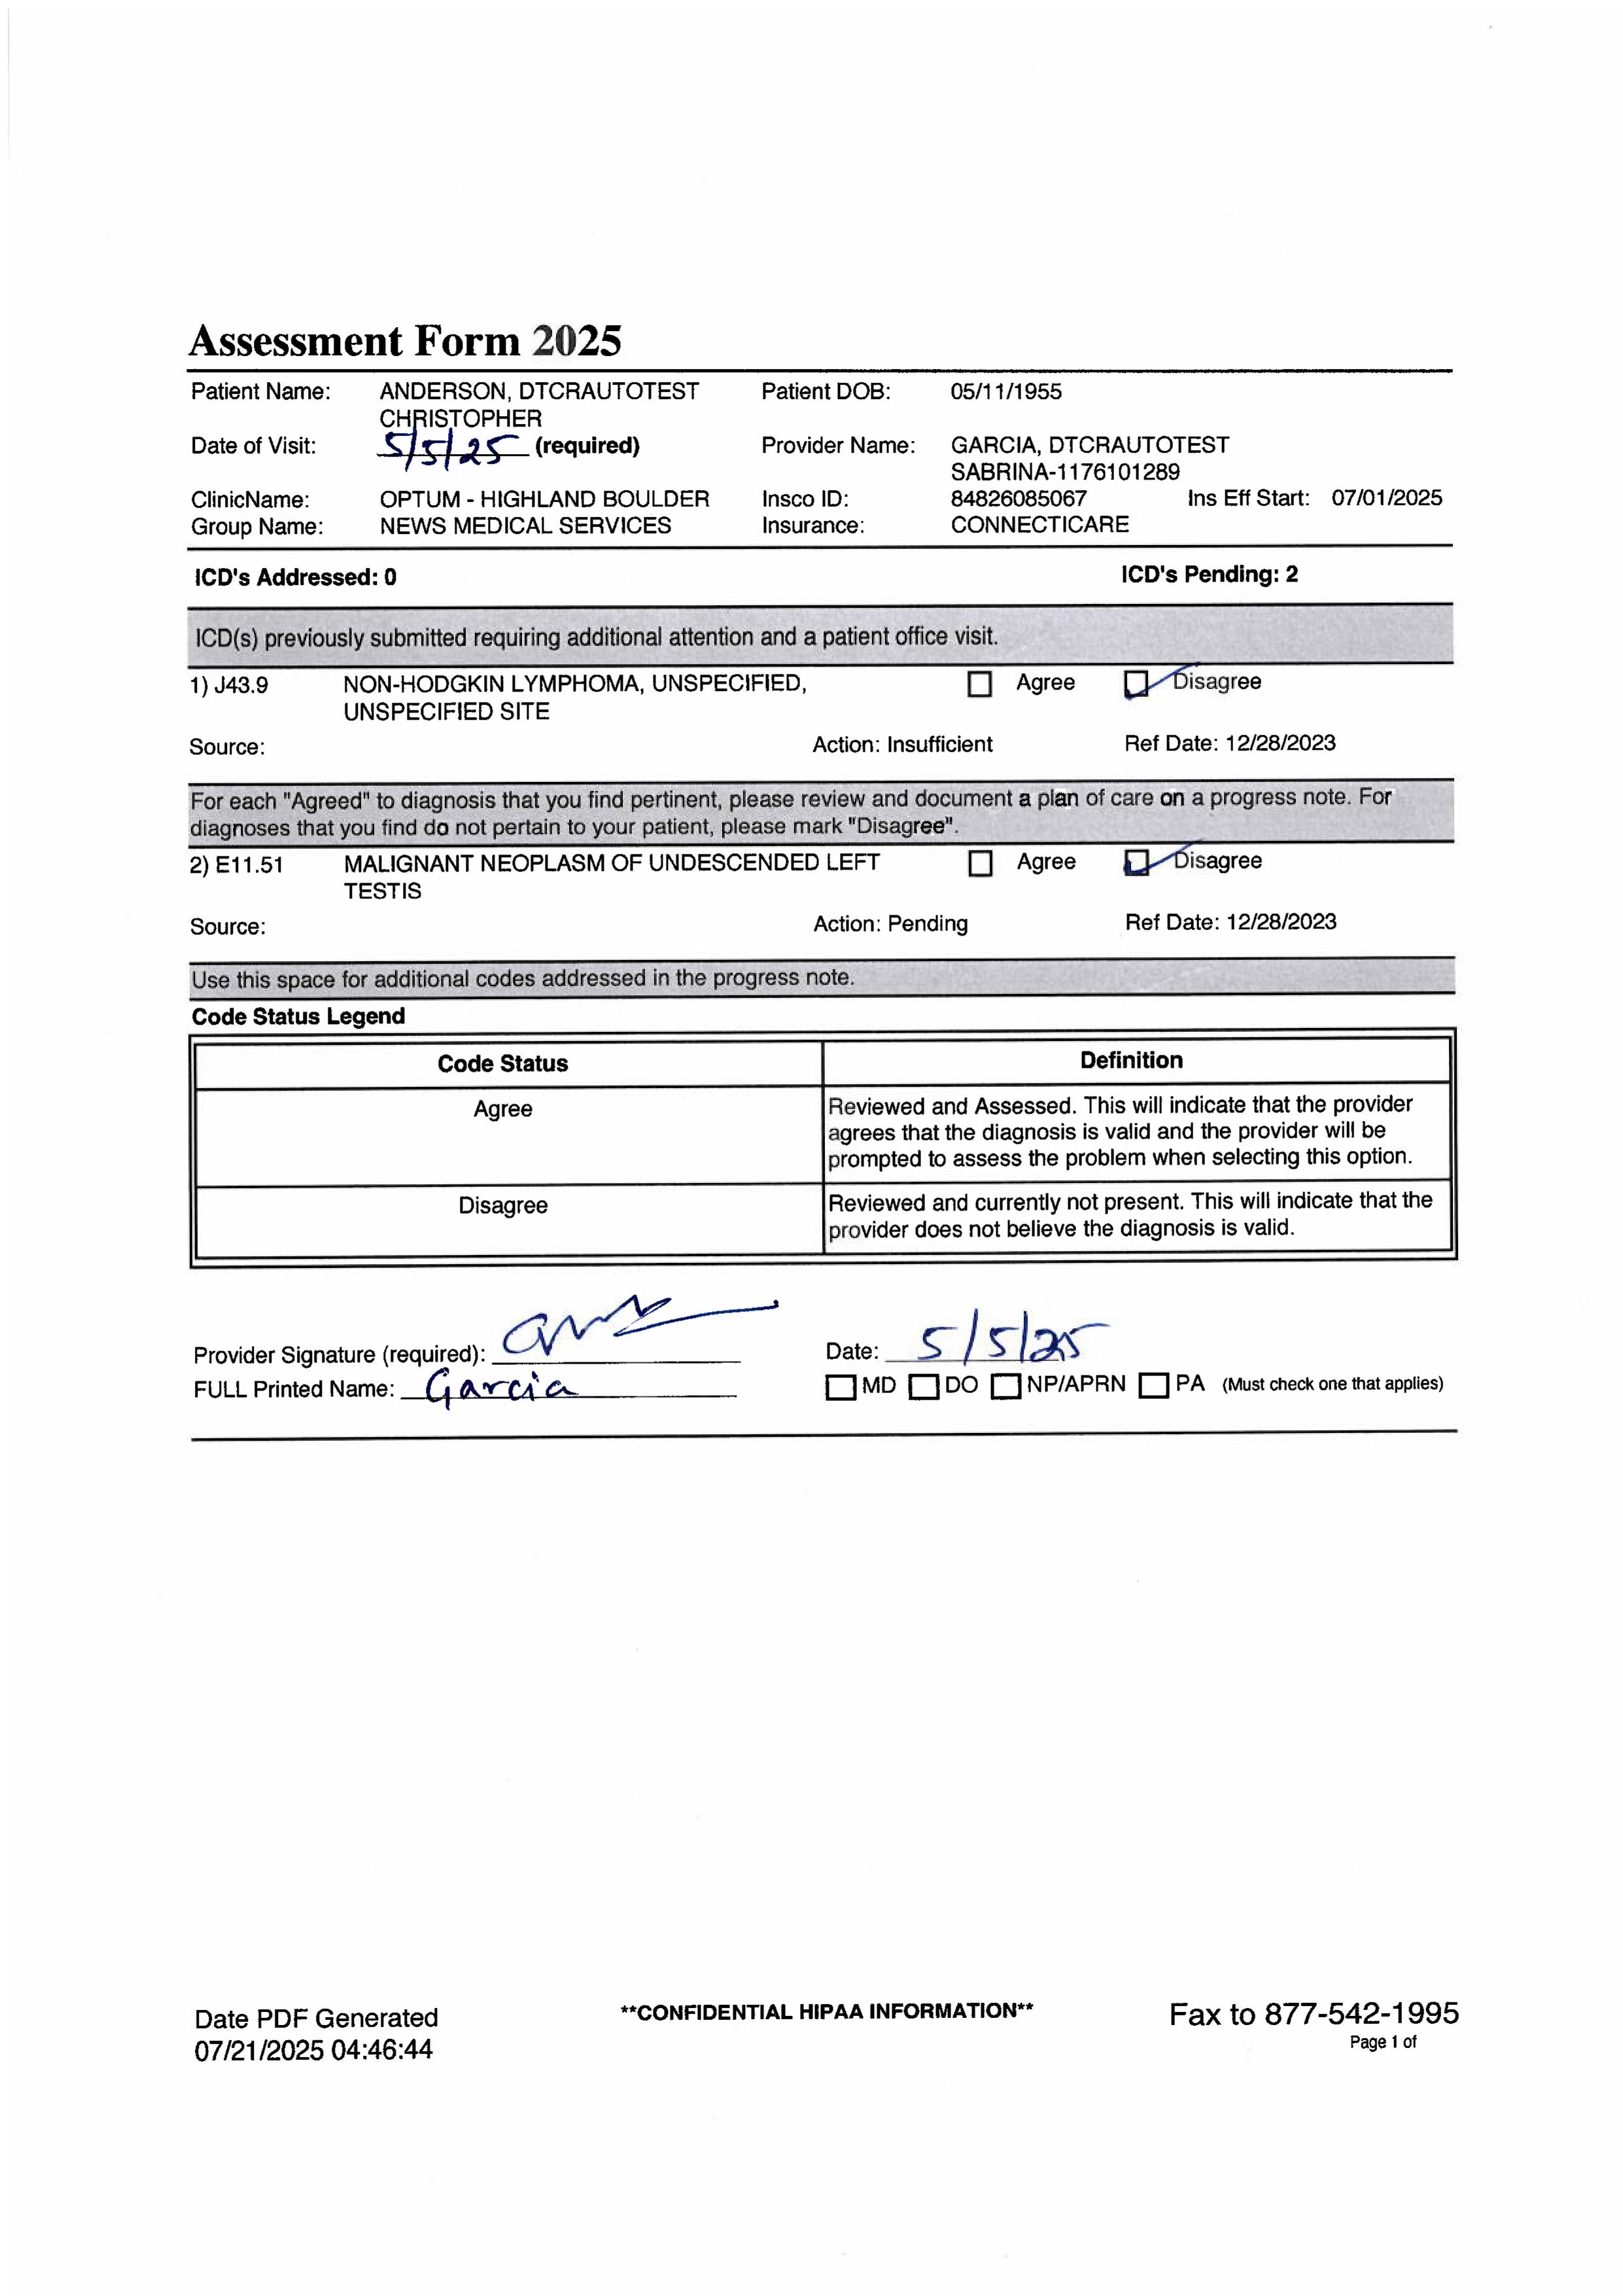 Assessment Form 2025
Patient Name: ANDERSON, DTCRAUTOTEST CHRISTOPHER Patient DOB: 05/11/1955
Date of Visit: 5/5/25 (required) Provider Name: GARCIA, DTCRAUTOTEST SABRINA-1176101289
ClinicName: OPTUM - HIGHLAND BOULDER Insco ID: 84826085067 Ins Eff Start: 07/01/2025
Group Name: NEWS MEDICAL SERVICES Insurance: CONNECTICARE
ICD's Addressed: 0 ICD's Pending: 2
ICD(s) previously submitted requiring additional attention and a patient office visit.
1) J43.9 NON-HODGKIN LYMPHOMA, UNSPECIFIED, Agree Disagree
UNSPECIFIED SITE
Source: Action: Insufficient Ref Date: 12/28/2023
For each "Agreed" to diagnosis that you find pertinent, please review and document a plan of care on a progress note. For
diagnoses that you find do not pertain to your patient, please mark "Disagree".
2) E11.51 MALIGNANT NEOPLASM OF UNDESCENDED LEFT Agree Disagree
TESTIS
Source: Action: Pending Ref Date: 12/28/2023
Use this space for additional codes addressed in the progress note.
Code Status Legend
Code Status Definition
Agree Reviewed and Assessed. This will indicate that the provider
agrees that the diagnosis is valid and the provider will be
prompted to assess the problem when selecting this option.
Disagree Reviewed and currently not present. This will indicate that the
provider does not believe the diagnosis is valid.
Provider Signature (required): Date: 5/5/25
FULL Printed Name: Garcia MD DO NP/APRN PA (Must check one that applies)
Date PDF Generated **CONFIDENTIAL HIPAA INFORMATION** Fax to 877-542-1995
07/21/2025 04:46:44 Page 1 of